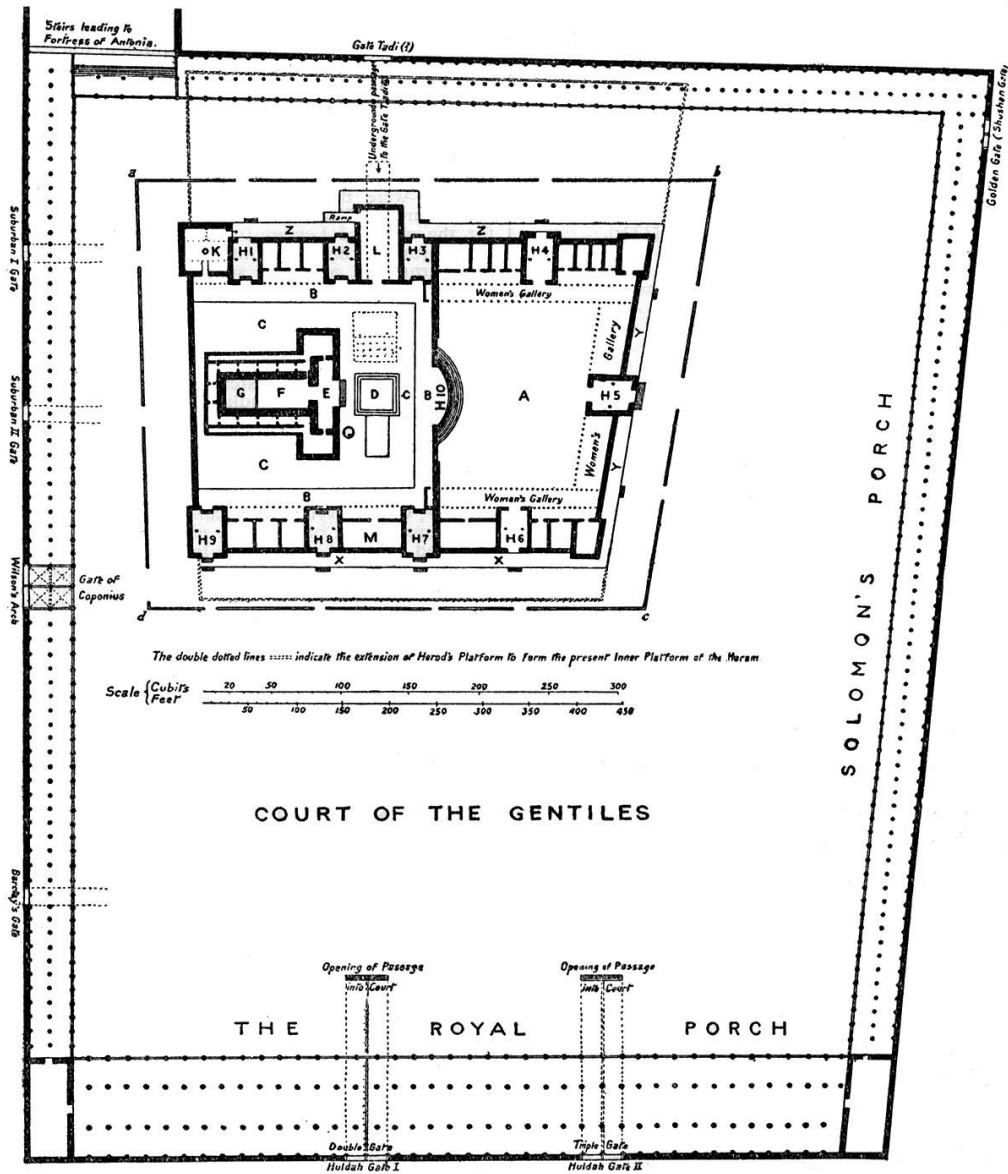 Stairs leading to
Fortress of Antonia.
Gate Tadi (?)
Underground passage
to the Gate Tadi(?)
Golden Gate (Shushan Gate)
a
b
Ramp
Z
Z
K
H1
H2
L
H3
H4
B
Women's Gallery
C
Gallery
Y
G
F
E
D
C
B
H10
A
H5
Women's
Y
C
B
Women's Gallery
H9
H8
M
H7
H6
X
X
d
c
Suburban I Gate
Suburban II Gate
Wilson's Arch
Gate of
Coponius
Barclay's Gate
SOLOMON'S PORCH
The double dotted lines ::::: indicate the extension of Herod's Platform to form the present Inner Platform of the Haram
Scale { Cubits 20 50 100 150 200 250 300
Feet 50 100 150 200 250 300 350 400 450
COURT OF THE GENTILES
Opening of Passage
into Court
Opening of Passage
into Court
THE ROYAL PORCH
Double Gate
Huldah Gate I
Triple Gate
Huldah Gate II